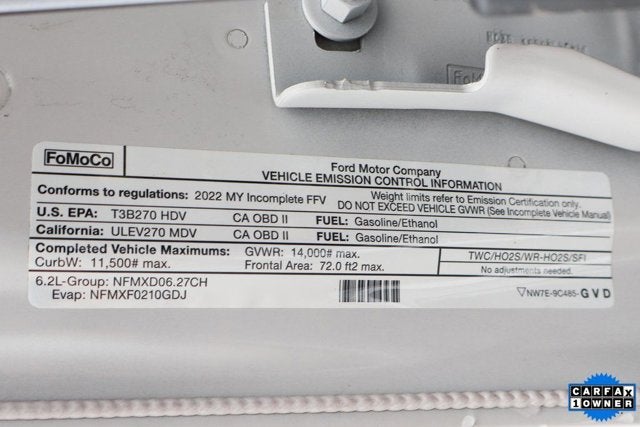 FoMoCo
Ford Motor Company
VEHICLE EMISSION CONTROL INFORMATION
Conforms to regulations: 2022 MY Incomplete FFV
Weight limits refer to Emission Certification only.
DO NOT EXCEED VEHICLE GVWR (See Incomplete Vehicle Manual)
U.S. EPA: T3B270 HDV CA OBD II FUEL: Gasoline/Ethanol
California: ULEV270 MDV CA OBD II FUEL: Gasoline/Ethanol
Completed Vehicle Maximums: GVWR: 14,000# max.
CurbW: 11,500# max. Frontal Area: 72.0 ft2 max.
TWC/HO2S/WR-HO2S/SFI
No adjustments needed.
6.2L-Group: NFMXD06.27CH
Evap: NFMXF0210GDJ
▽NW7E-9C485-GVD
CARFAX
1 OWNER